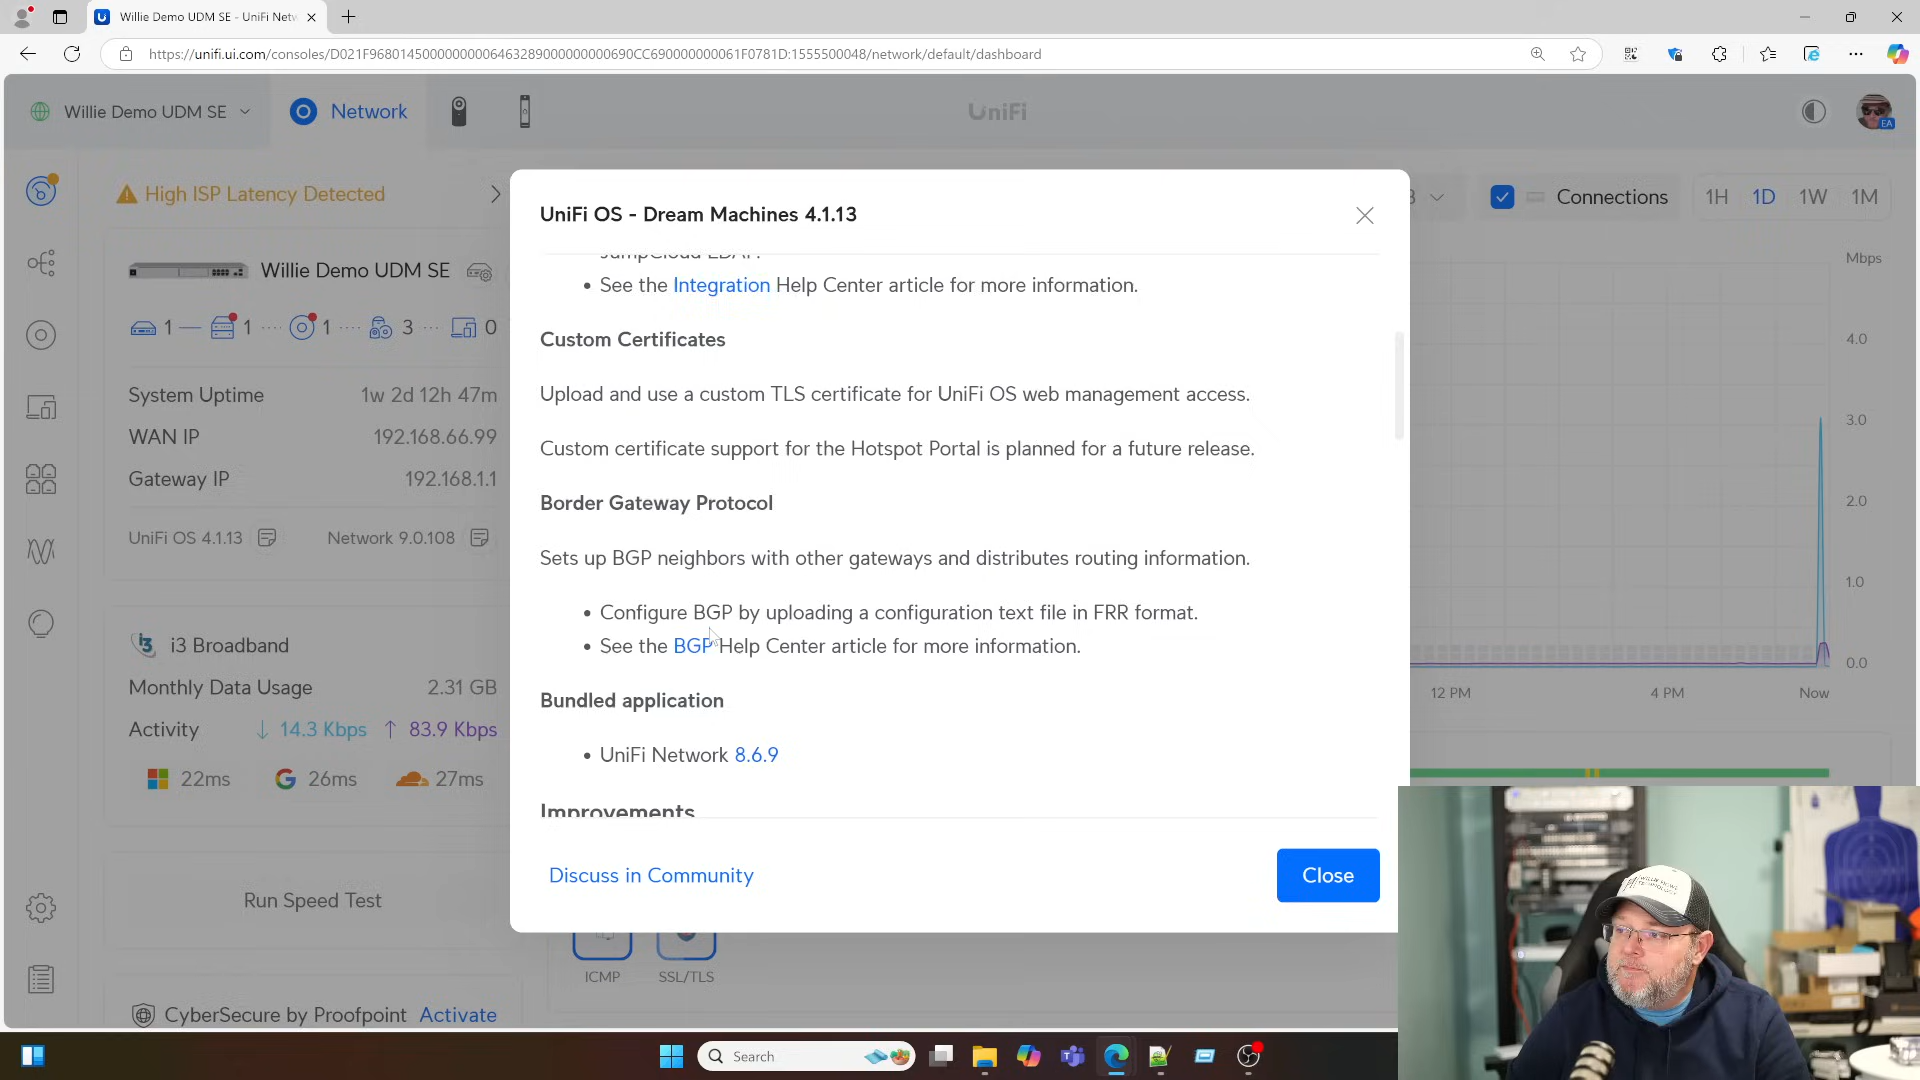 Willie Demo UDM SE - UniFi Netw
https://unifi.ui.com/consoles/D021F9680145000000000646328900000000690CC690000000061F0781D:1555500048/network/default/dashboard
Willie Demo UDM SE
Network
UniFi
EA
High ISP Latency Detected
Connections
1H
1D
1W
1M
Willie Demo UDM SE
1
1
1
3
0
System Uptime
1w 2d 12h 47m
WAN IP
192.168.66.99
Gateway IP
192.168.1.1
UniFi OS 4.1.13
Network 9.0.108
i3 Broadband
Monthly Data Usage
2.31 GB
Activity
↓ 14.3 Kbps
↑ 83.9 Kbps
22ms
26ms
27ms
Run Speed Test
CyberSecure by Proofpoint
Activate
UniFi OS - Dream Machines 4.1.13
JumpCloud LDAP.
• See the Integration Help Center article for more information.
Custom Certificates
Upload and use a custom TLS certificate for UniFi OS web management access.
Custom certificate support for the Hotspot Portal is planned for a future release.
Border Gateway Protocol
Sets up BGP neighbors with other gateways and distributes routing information.
• Configure BGP by uploading a configuration text file in FRR format.
• See the BGP Help Center article for more information.
Bundled application
• UniFi Network 8.6.9
Improvements
Discuss in Community
Close
ICMP
SSL/TLS
Mbps
4.0
3.0
2.0
1.0
0.0
12 PM
4 PM
Now
Search